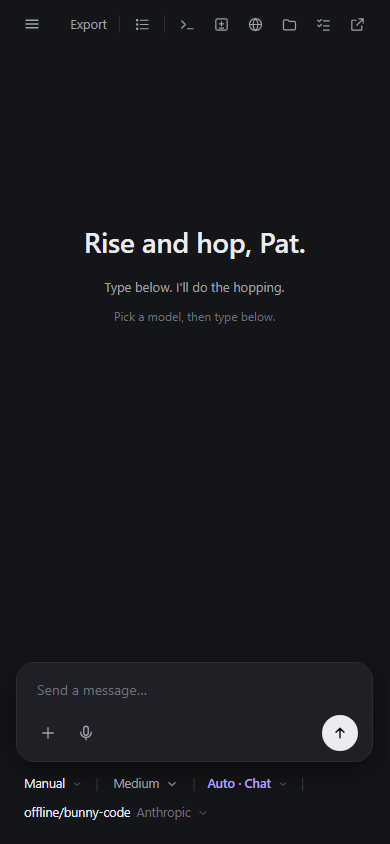 Export
Rise and hop, Pat.
Type below. I'll do the hopping.
Pick a model, then type below.
Send a message...
Manual | Medium | Auto · Chat |
offline/bunny-code Anthropic